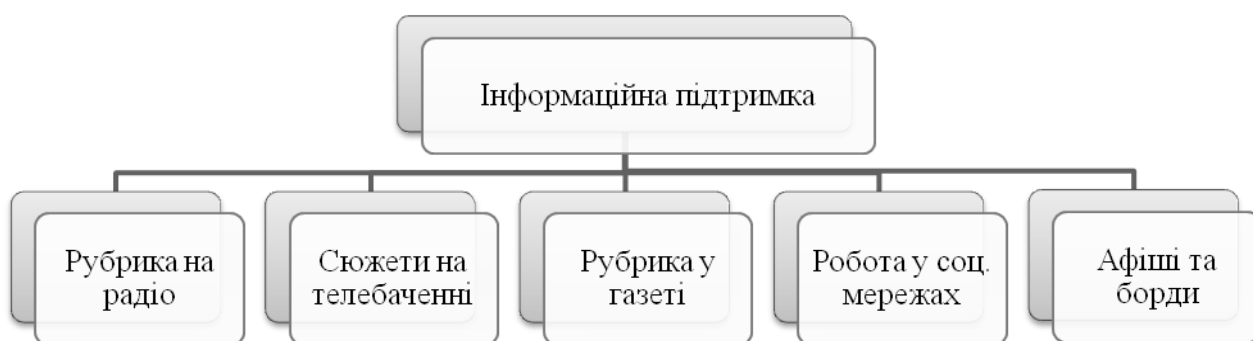 Інформаційна підтримка
Рубрика на
радіо
Сюжети на
телебаченні
Рубрика у
газеті
Робота у соц.
мережах
Афіші та
борди